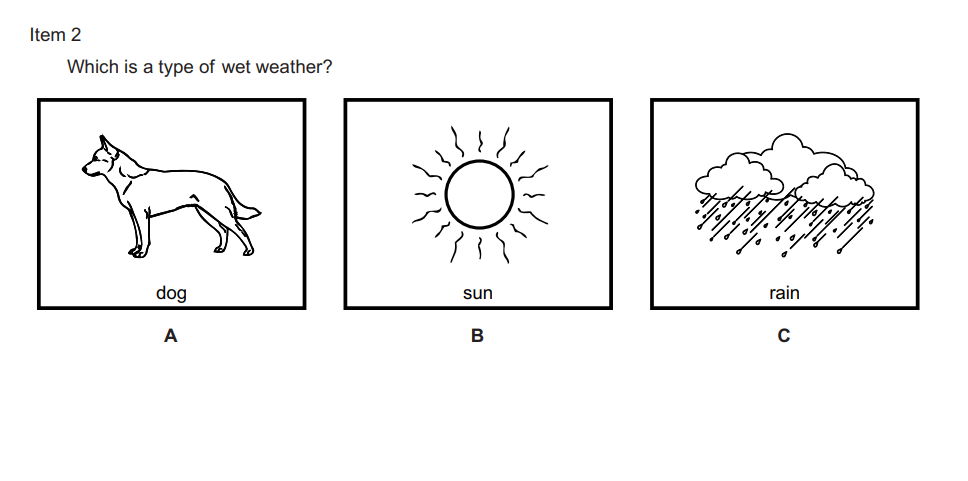 Item 2
Which is a type of wet weather?
dog
sun
rain
A
B
C